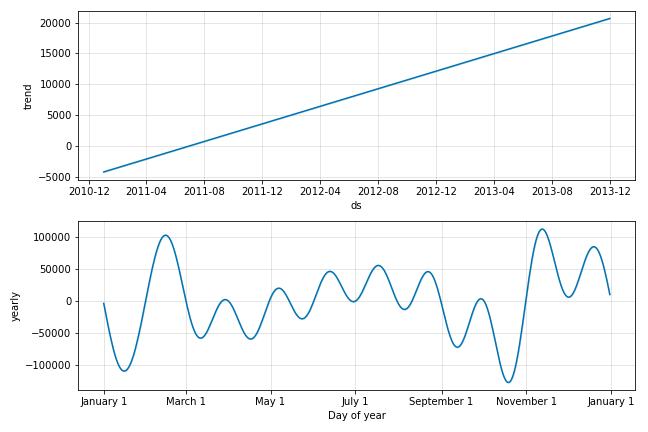 20000
15000
10000
5000
0
−5000
trend
2010-12 2011-04 2011-08 2011-12 2012-04 2012-08 2012-12 2013-04 2013-08 2013-12
ds
100000
50000
0
−50000
−100000
yearly
January 1 March 1 May 1 July 1 September 1 November 1 January 1
Day of year